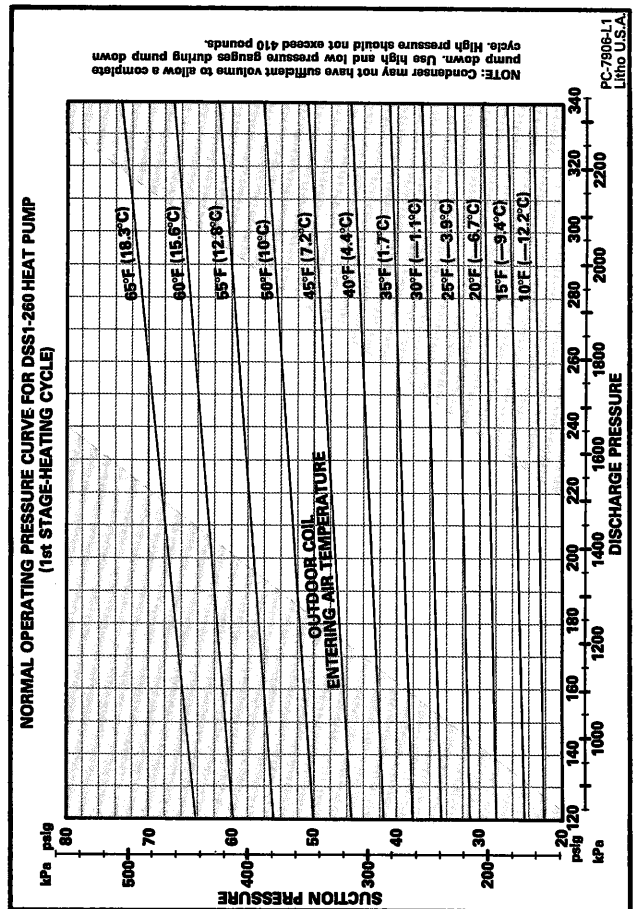 NORMAL OPERATING PRESSURE CURVE FOR DSS1-260 HEAT PUMP
(1st STAGE-HEATING CYCLE)
kPa psig
80
70
500
60
400
50
40
300
30
200
20
psig
kPa
SUCTION PRESSURE
65°F (18.3°C)
60°F (15.6°C)
55°F (12.8°C)
50°F (10°C)
45°F (7.2°C)
40°F (4.4°C)
35°F (1.7°C)
30°F (—1.1°C)
25°F (—3.9°C)
20°F (—6.7°C)
15°F (—9.4°C)
10°F (—12.2°C)
OUTDOOR COIL
ENTERING AIR TEMPERATURE
120 140 160 180 200 220 240 260 280 300 320 340
1000 1200 1400 1600 1800 2000 2200
DISCHARGE PRESSURE
NOTE: Condenser may not have sufficient volume to allow a complete
pump down. Use high and low pressure gauges during pump down
cycle. High pressure should not exceed 410 pounds.
PC-7906-L1
Litho U.S.A.